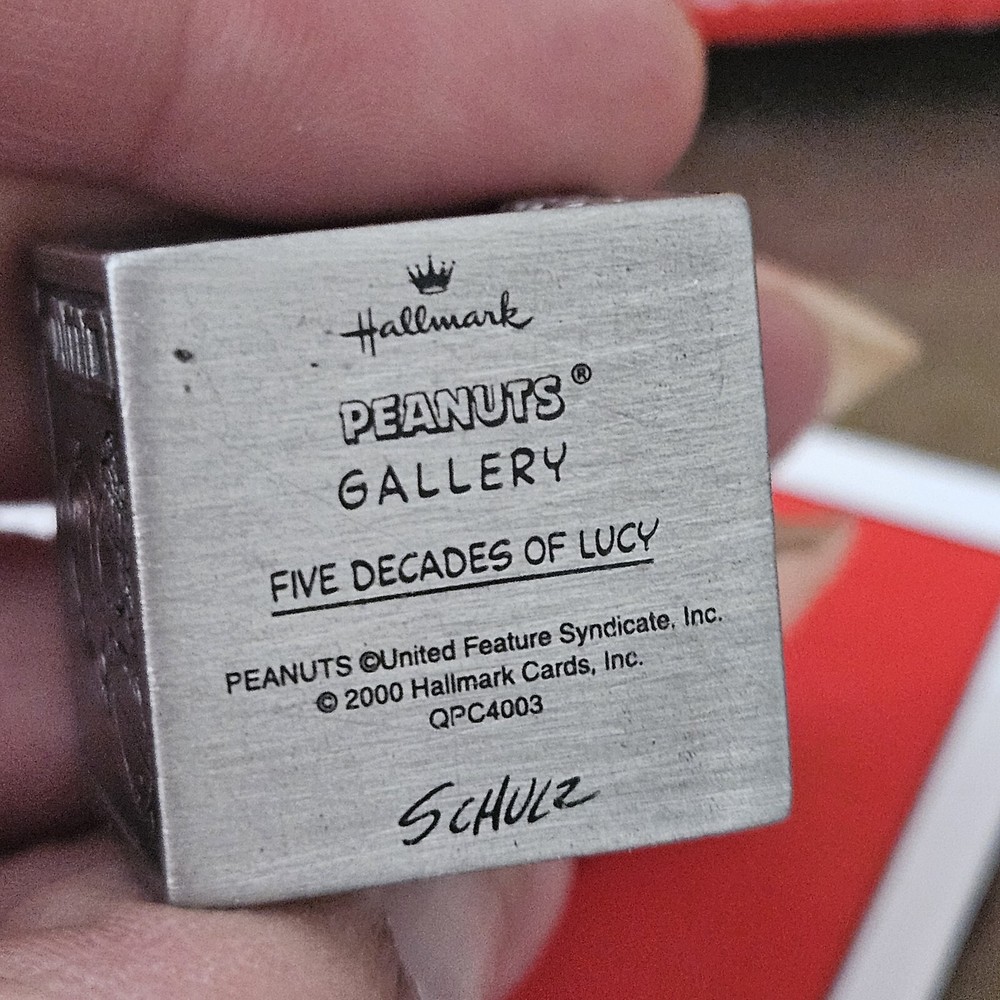 Hallmark
PEANUTS®
GALLERY
FIVE DECADES OF LUCY
PEANUTS ©United Feature Syndicate, Inc.
© 2000 Hallmark Cards, Inc.
QPC4003
SCHULZ